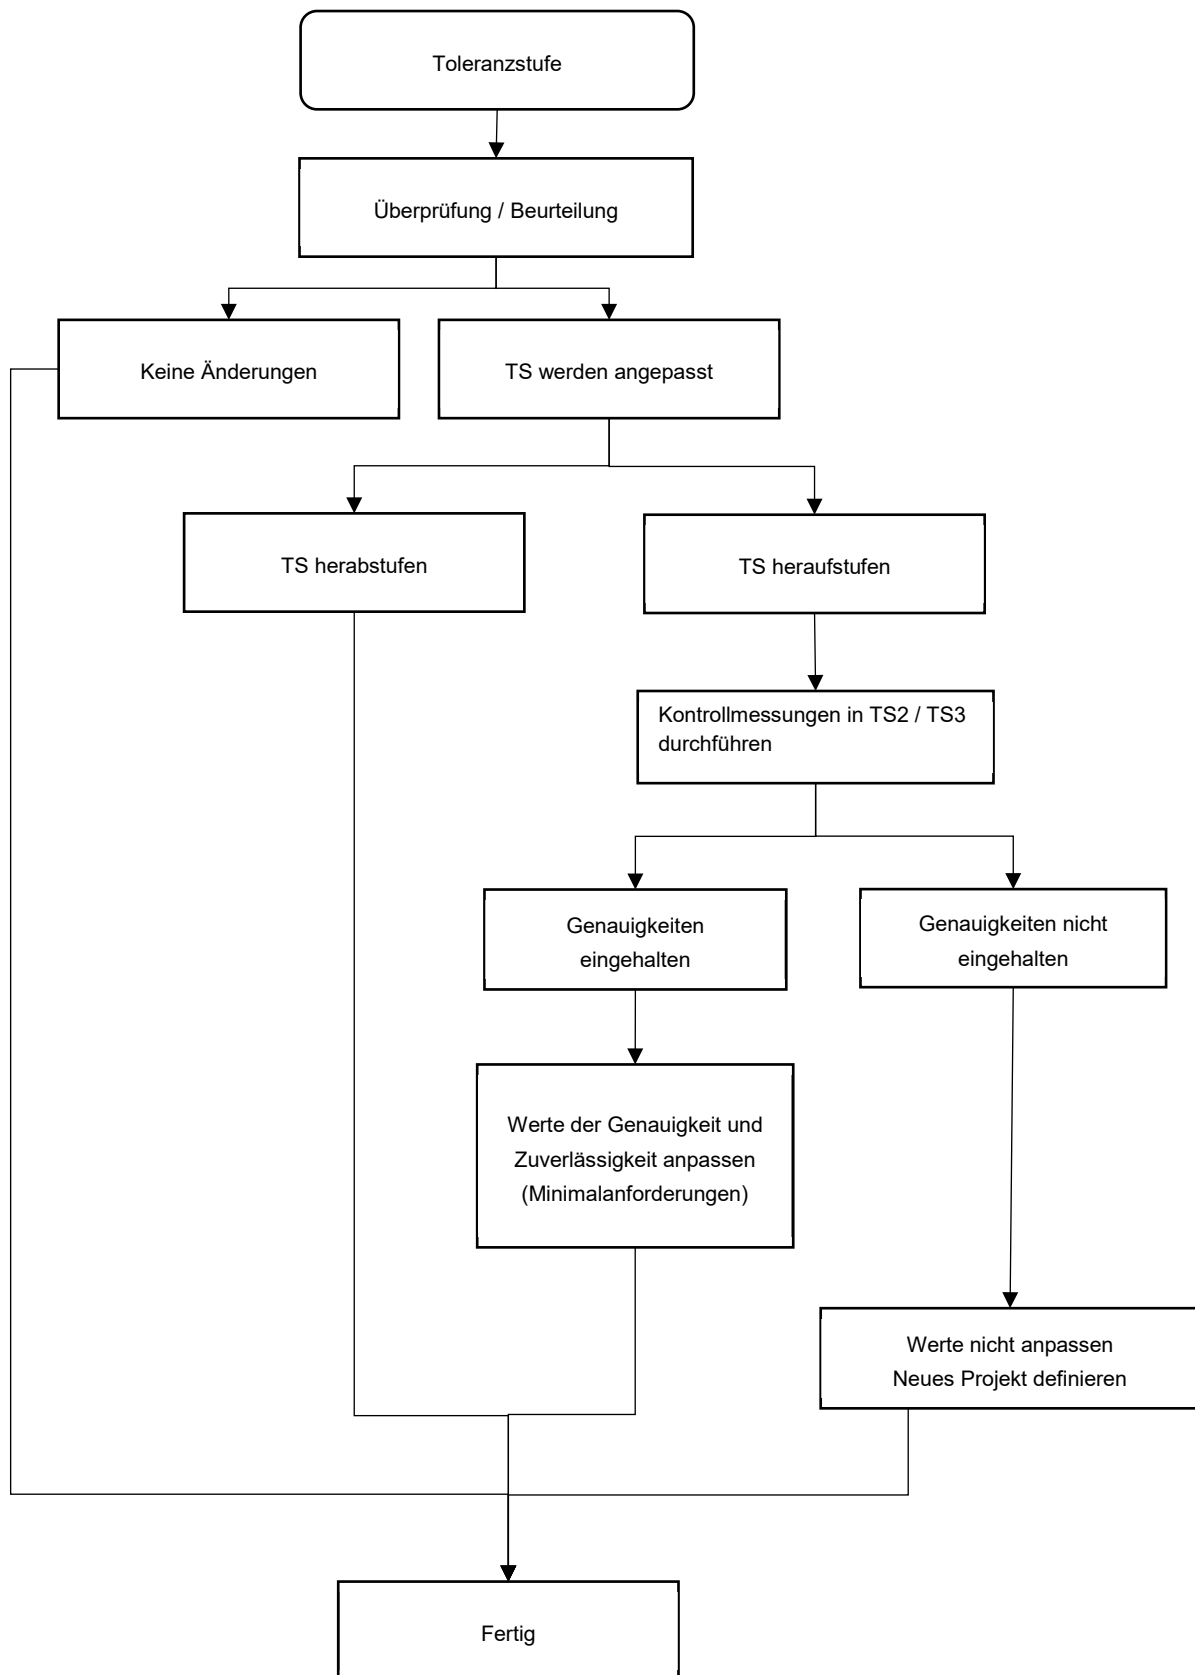 Toleranzstufe
Überprüfung / Beurteilung
Keine Änderungen
TS werden angepasst
TS herabstufen
TS heraufstufen
Kontrollmessungen in TS2 / TS3
durchführen
Genauigkeiten
eingehalten
Genauigkeiten nicht
eingehalten
Werte der Genauigkeit und
Zuverlässigkeit anpassen
(Minimalanforderungen)
Werte nicht anpassen
Neues Projekt definieren
Fertig